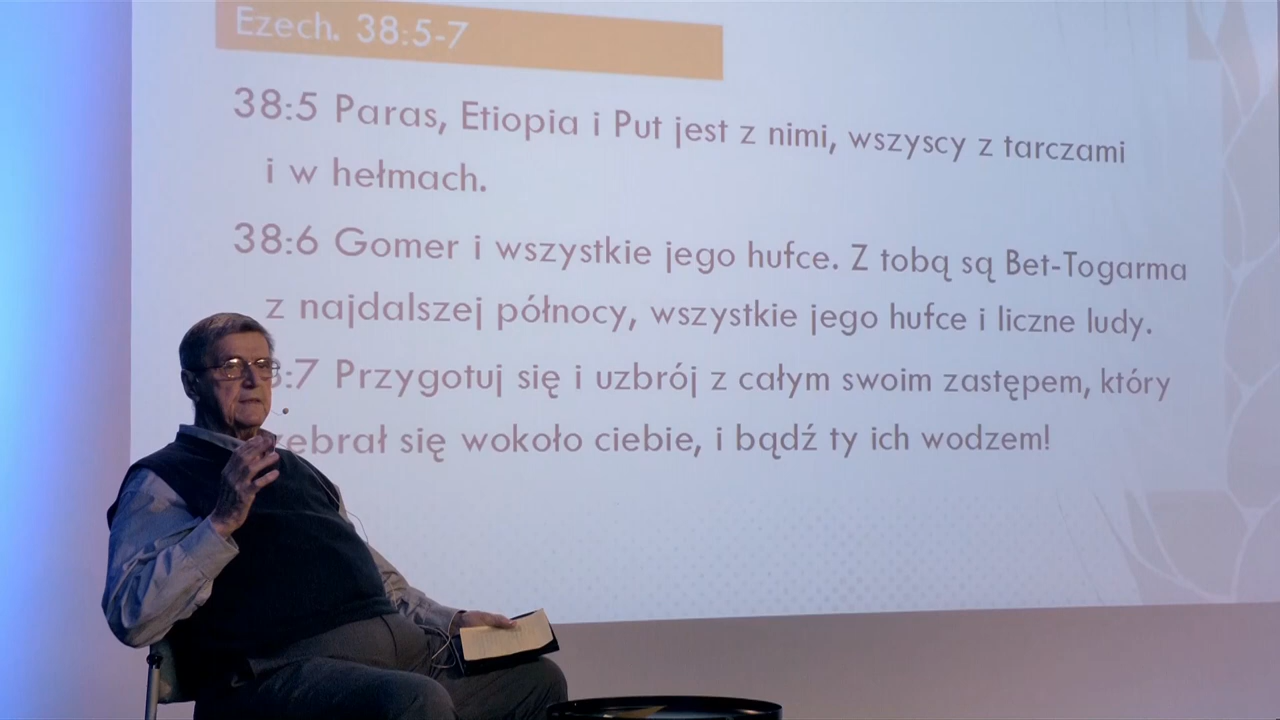 Ezech. 38:5-7
38:5 Paras, Etiopia i Put jest z nimi, wszyscy z tarczami
i w hełmach.
38:6 Gomer i wszystkie jego hufce. Z tobą są Bet-Togarma
z najdalszej północy, wszystkie jego hufce i liczne ludy.
:7 Przygotuj się i uzbrój z całym swoim zastępem, który
zebrał się wokoło ciebie, i bądź ty ich wodzem!